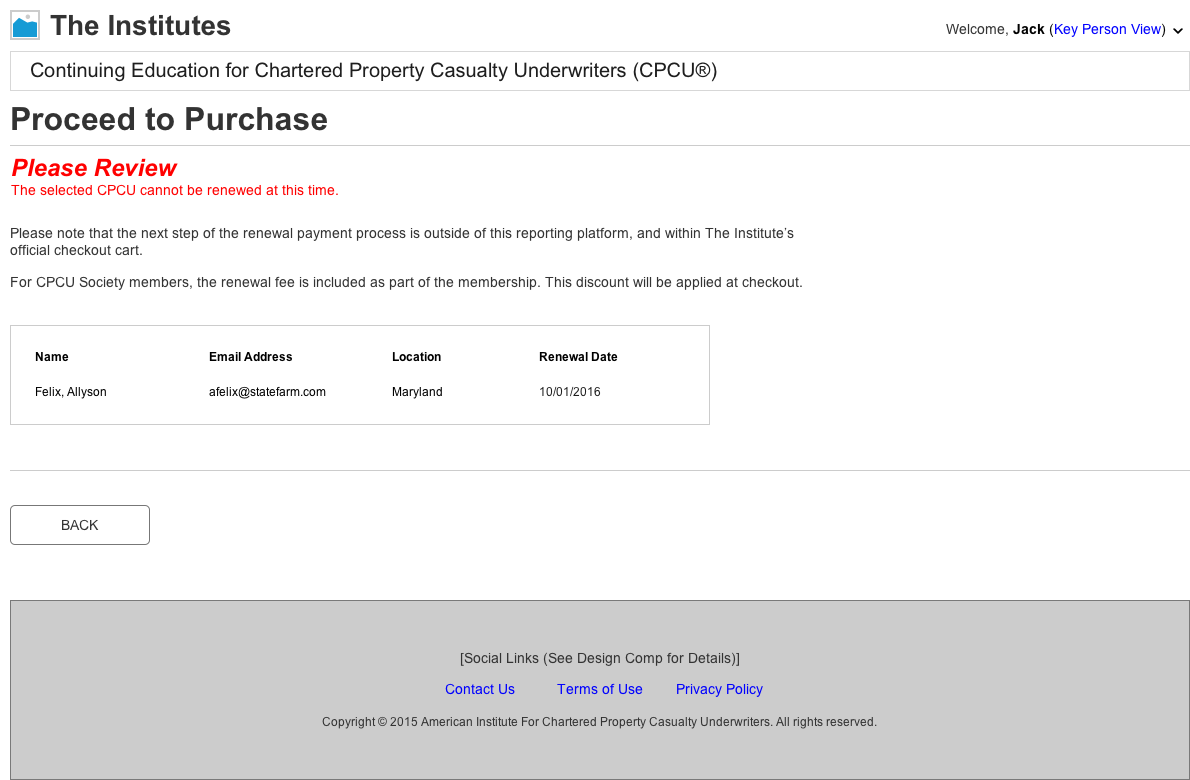 The Institutes
Welcome, Jack (Key Person View)
Continuing Education for Chartered Property Casualty Underwriters (CPCU®)
Proceed to Purchase
Please Review
The selected CPCU cannot be renewed at this time.
Please note that the next step of the renewal payment process is outside of this reporting platform, and within The Institute's
official checkout cart.
For CPCU Society members, the renewal fee is included as part of the membership. This discount will be applied at checkout.
Name Email Address Location Renewal Date
Felix, Allyson afelix@statefarm.com Maryland 10/01/2016
BACK
[Social Links (See Design Comp for Details)]
Contact Us Terms of Use Privacy Policy
Copyright © 2015 American Institute For Chartered Property Casualty Underwriters. All rights reserved.